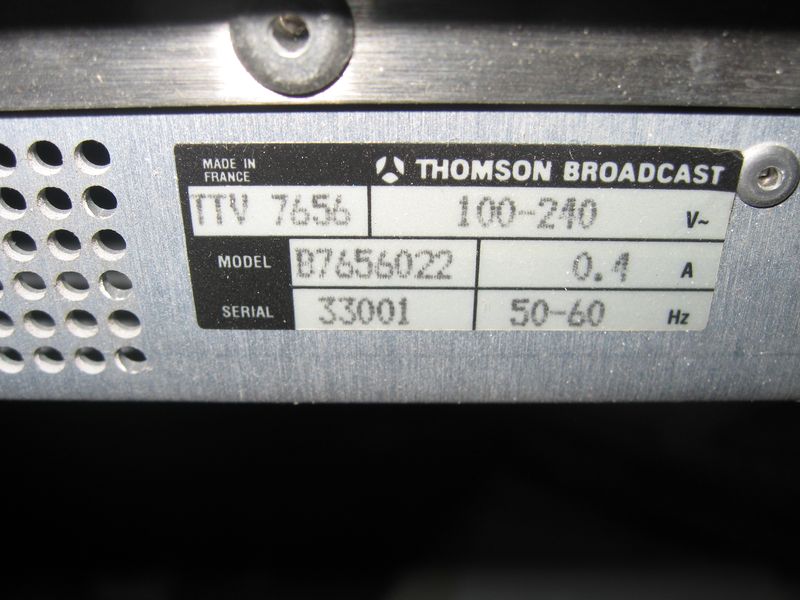 MADE IN
FRANCE
THOMSON BROADCAST
TTV 7656
100-240 V~
MODEL B7656022
0.4 A
SERIAL 33001
50-60 Hz